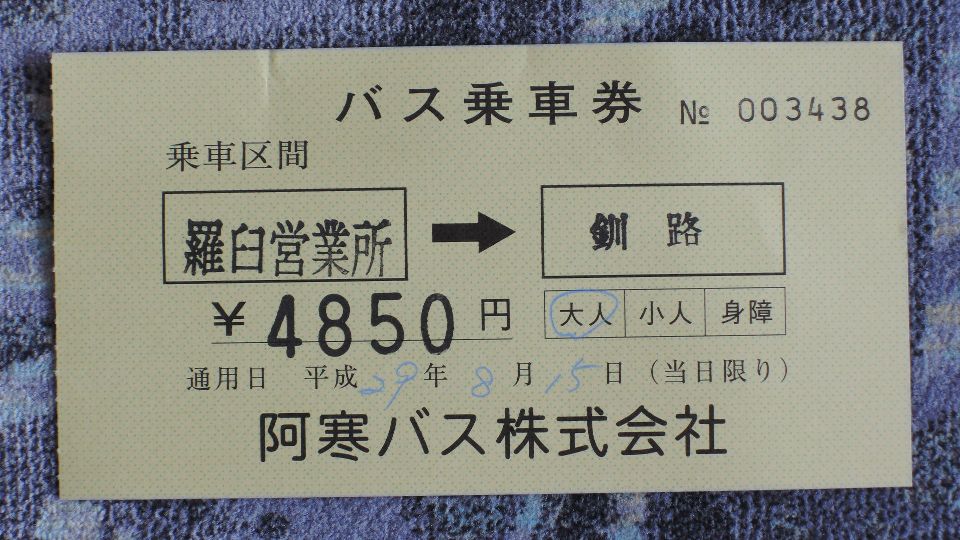 バス乗車券 № 003438
乗車区間
羅臼営業所 → 釧路
¥4850円 大人 小人 身障
通用日 平成29年8月15日（当日限り）
阿寒バス株式会社